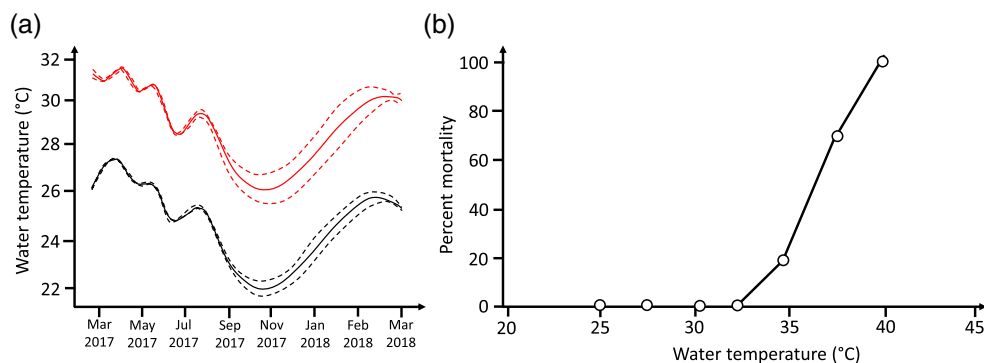 (a)
Water temperature (°C)
32
30
28
26
24
22
Mar May Jul Sep Nov Jan Feb Mar
2017 2017 2017 2017 2017 2018 2018 2018
(b)
Percent mortality
100
80
60
40
20
0
20 25 30 35 40 45
Water temperature (°C)